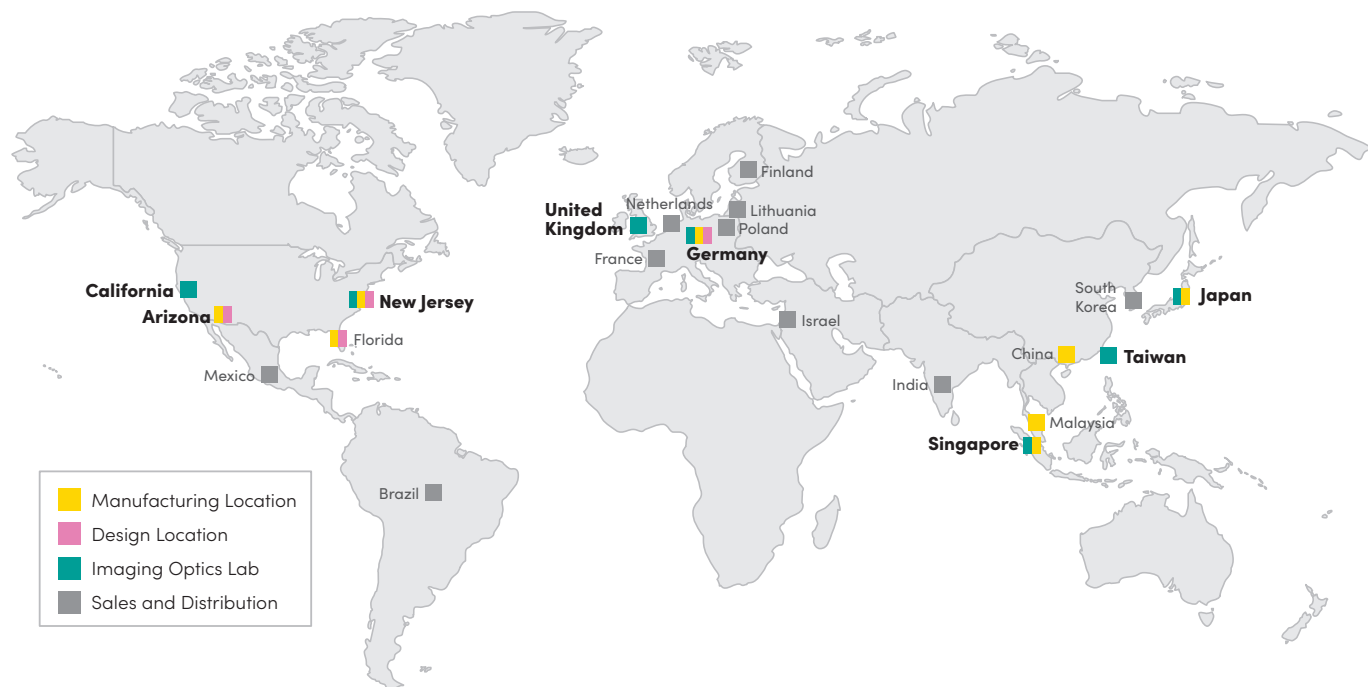 Finland
Netherlands
Lithuania
United
Kingdom
Poland
Germany
France
California
New Jersey
Arizona
Florida
Mexico
Israel
South
Korea
Japan
China
Taiwan
India
Malaysia
Singapore
Brazil
Manufacturing Location
Design Location
Imaging Optics Lab
Sales and Distribution